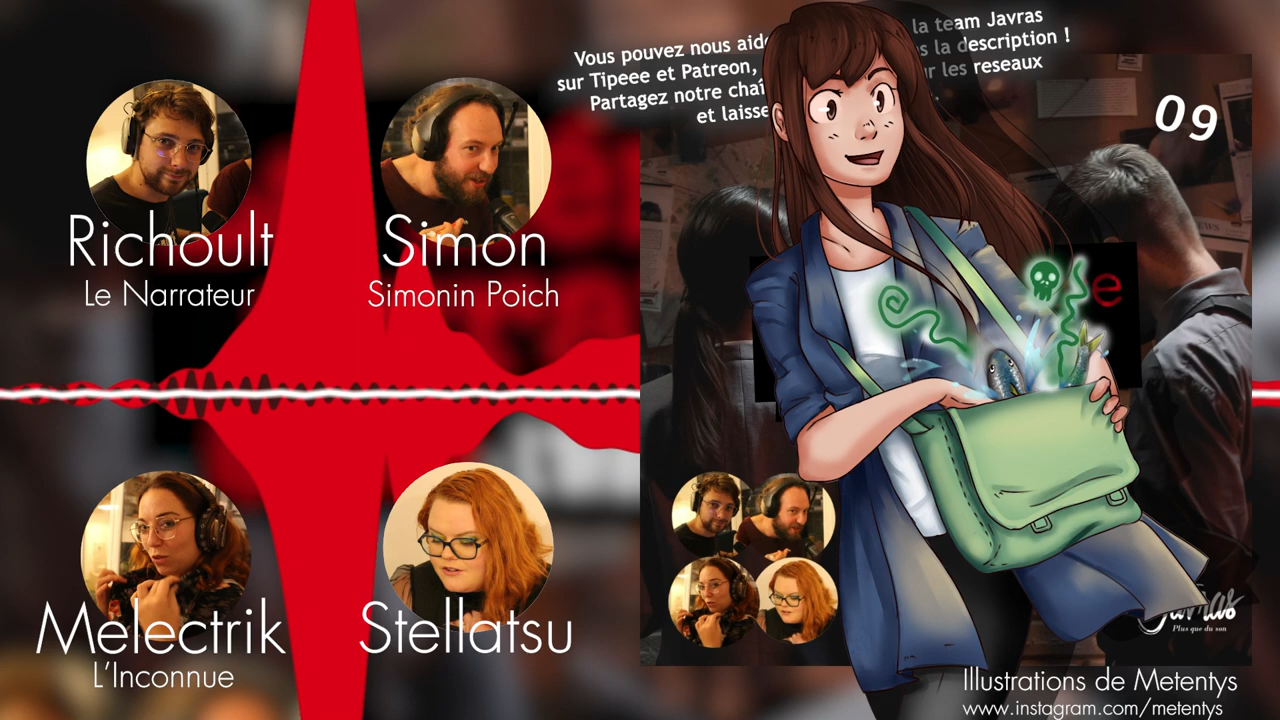 Vous pouvez nous aid
la team Javras
sur Tipeee et Patreon,
s la description !
Partagez notre chaî
ur les reseaux
et laisse
09
Richoult
Le Narrateur
Simon
Simonin Poich
e
Melectrik
L'Inconnue
Stellatsu
Javras
Plus que du son
Illustrations de Metentys
www.instagram.com/metentys